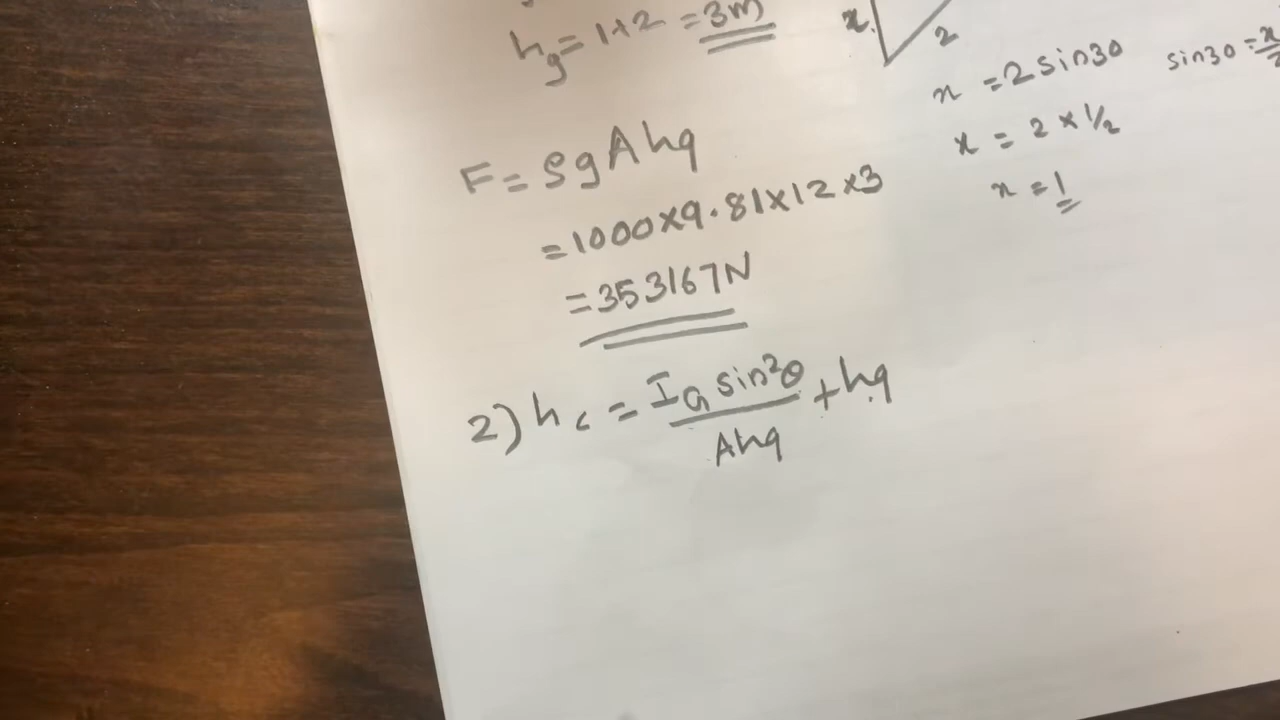 hg = 1+2 = 3m
x
2
x = 2 sin30
sin30 = x/2
x = 2 × 1/2
x = 1
F = ρgAhg
= 1000×9.81×12×3
= 353167N
2) hc = IG sin²θ / Ahg + hg